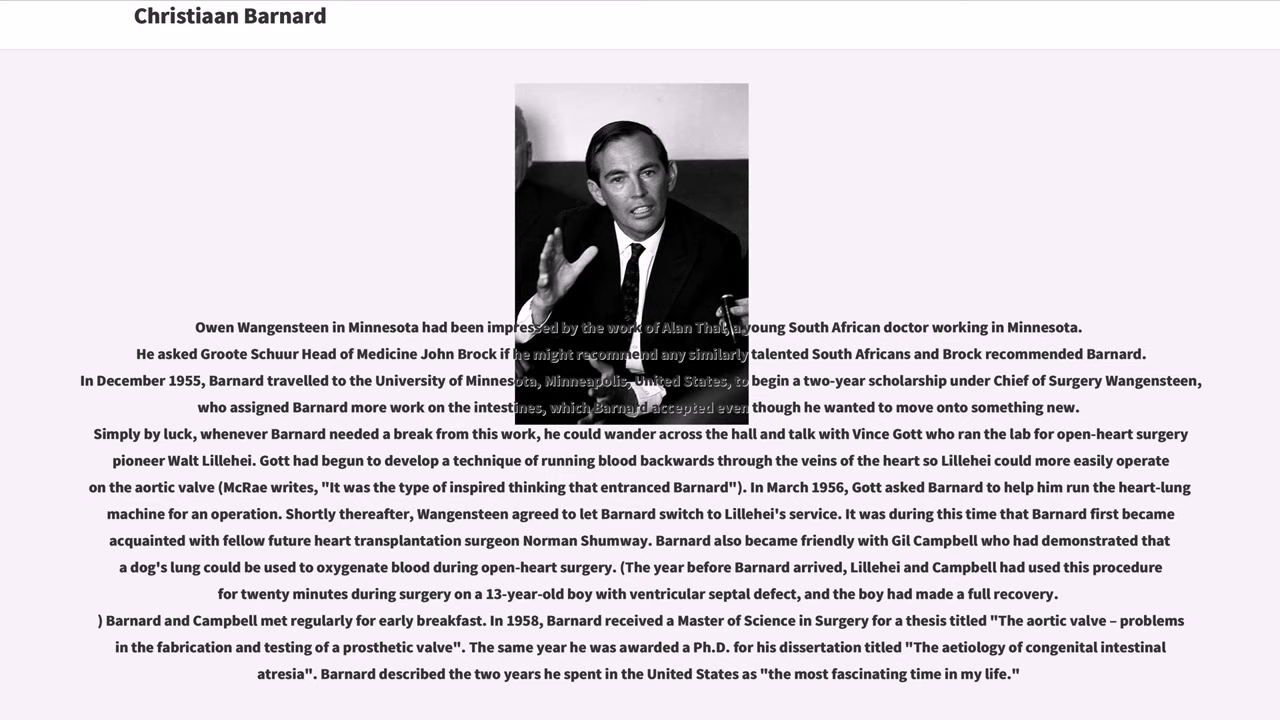 Christiaan Barnard
Owen Wangensteen in Minnesota had been impressed by the work of Alan Thal, a young South African doctor working in Minnesota.
He asked Groote Schuur Head of Medicine John Brock if he might recommend any similarly talented South Africans and Brock recommended Barnard.
In December 1955, Barnard travelled to the University of Minnesota, Minneapolis, United States, to begin a two-year scholarship under Chief of Surgery Wangensteen,
who assigned Barnard more work on the intestines, which Barnard accepted even though he wanted to move onto something new.
Simply by luck, whenever Barnard needed a break from this work, he could wander across the hall and talk with Vince Gott who ran the lab for open-heart surgery
pioneer Walt Lillehei. Gott had begun to develop a technique of running blood backwards through the veins of the heart so Lillehei could more easily operate
on the aortic valve (McRae writes, "It was the type of inspired thinking that entranced Barnard"). In March 1956, Gott asked Barnard to help him run the heart-lung
machine for an operation. Shortly thereafter, Wangensteen agreed to let Barnard switch to Lillehei's service. It was during this time that Barnard first became
acquainted with fellow future heart transplantation surgeon Norman Shumway. Barnard also became friendly with Gil Campbell who had demonstrated that
a dog's lung could be used to oxygenate blood during open-heart surgery. (The year before Barnard arrived, Lillehei and Campbell had used this procedure
for twenty minutes during surgery on a 13-year-old boy with ventricular septal defect, and the boy had made a full recovery.
) Barnard and Campbell met regularly for early breakfast. In 1958, Barnard received a Master of Science in Surgery for a thesis titled "The aortic valve – problems
in the fabrication and testing of a prosthetic valve". The same year he was awarded a Ph.D. for his dissertation titled "The aetiology of congenital intestinal
atresia". Barnard described the two years he spent in the United States as "the most fascinating time in my life."